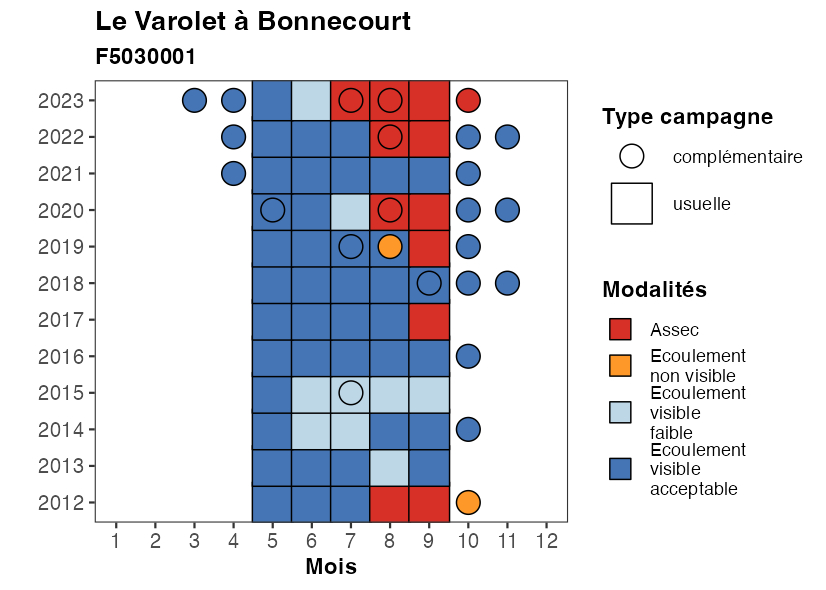 Le Varolet à Bonnecourt
F5030001
2023
2022
2021
2020
2019
2018
2017
2016
2015
2014
2013
2012
1 2 3 4 5 6 7 8 9 10 11 12
Mois
Type campagne
complémentaire
usuelle
Modalités
Assec
Ecoulement
non visible
Ecoulement
visible
faible
Ecoulement
visible
acceptable